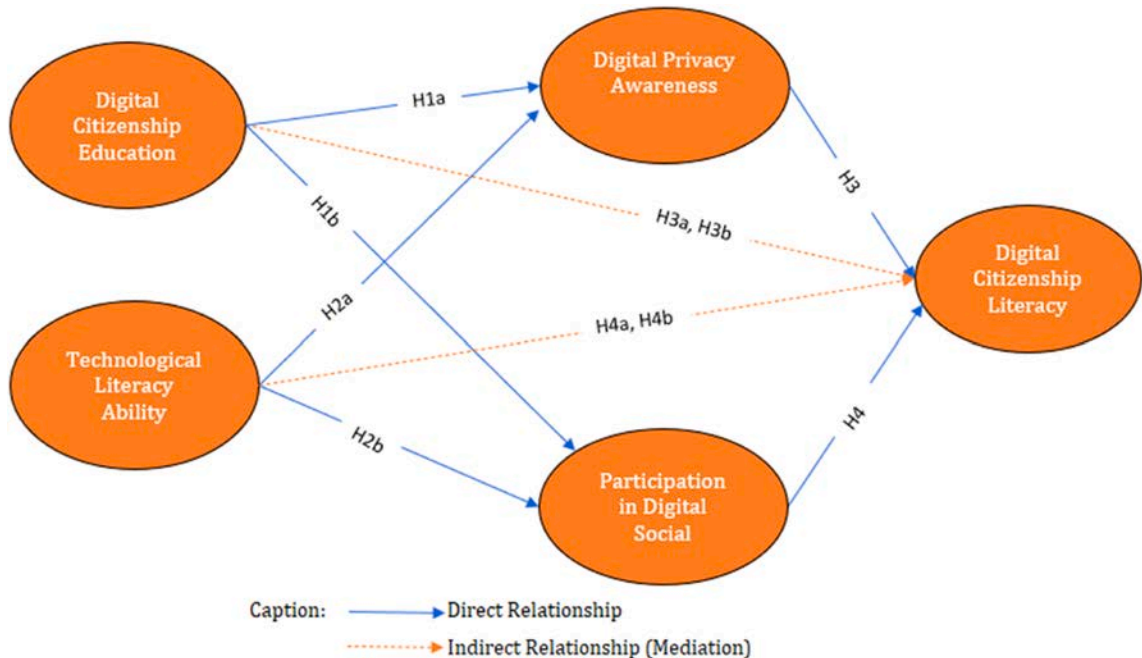 Digital
Citizenship
Education
H1a
Digital Privacy
Awareness
H1b
H3a, H3b
H3
Digital
Citizenship
Literacy
H2a
H4a, H4b
Technological
Literacy
Ability
H2b
H4
Participation
in Digital
Social
Caption:
Direct Relationship
Indirect Relationship (Mediation)